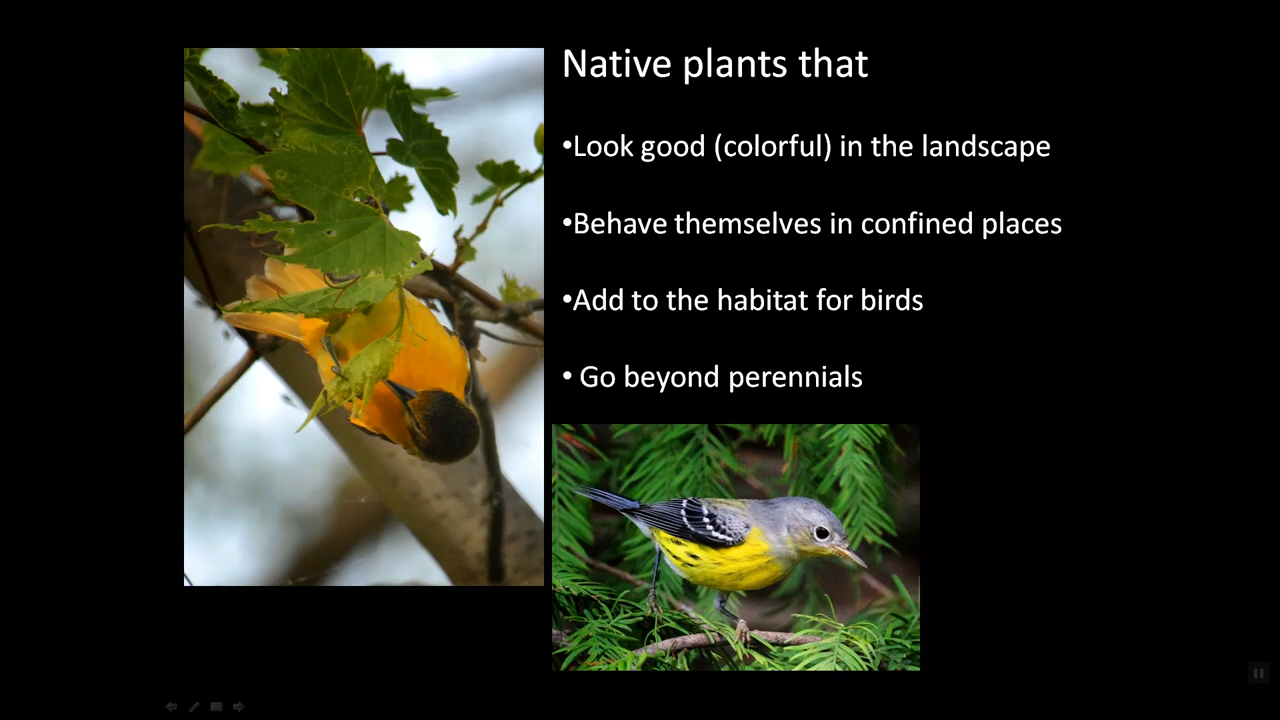 Native plants that
•Look good (colorful) in the landscape
•Behave themselves in confined places
•Add to the habitat for birds
• Go beyond perennials